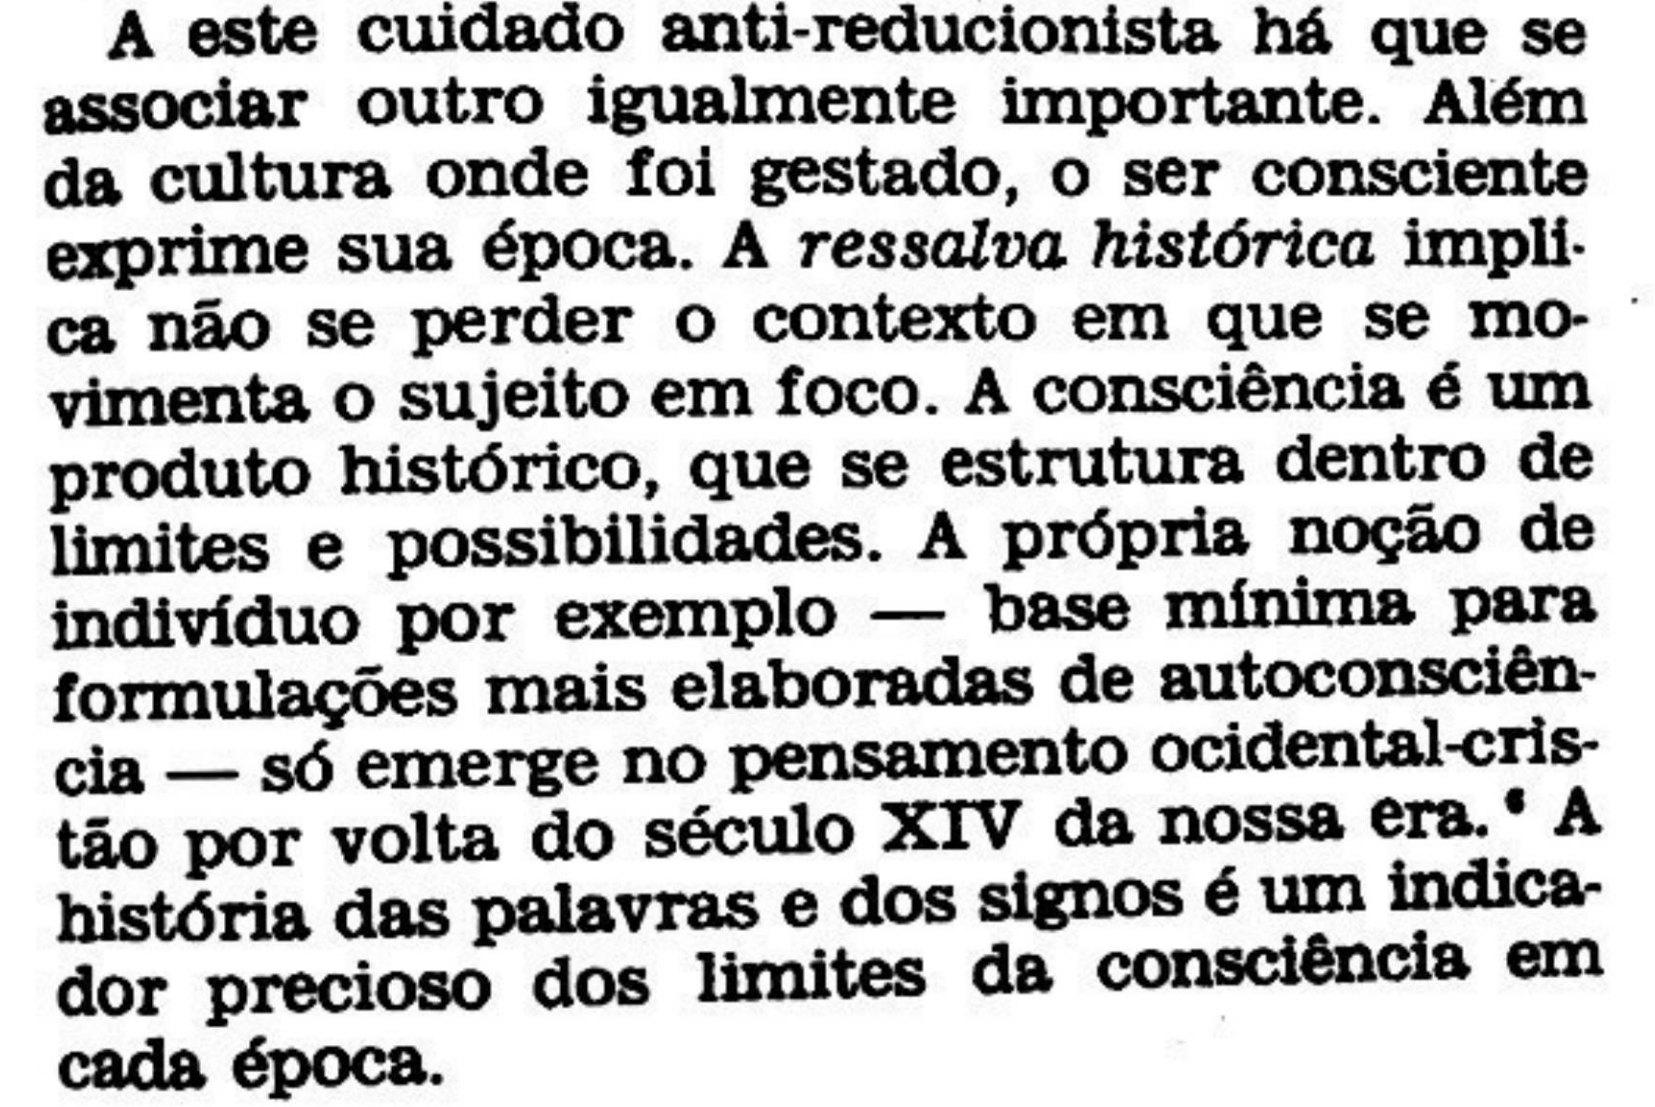 A este cuidado anti-reducionista há que se
associar outro igualmente importante. Além
da cultura onde foi gestado, o ser consciente
exprime sua época. A ressalva histórica impli-
ca não se perder o contexto em que se mo-
vimenta o sujeito em foco. A consciência é um
produto histórico, que se estrutura dentro de
limites e possibilidades. A própria noção de
indivíduo por exemplo — base mínima para
formulações mais elaboradas de autoconsciên-
cia — só emerge no pensamento ocidental-cris-
tão por volta do século XIV da nossa era. ⁶ A
história das palavras e dos signos é um indica-
dor precioso dos limites da consciência em
cada época.